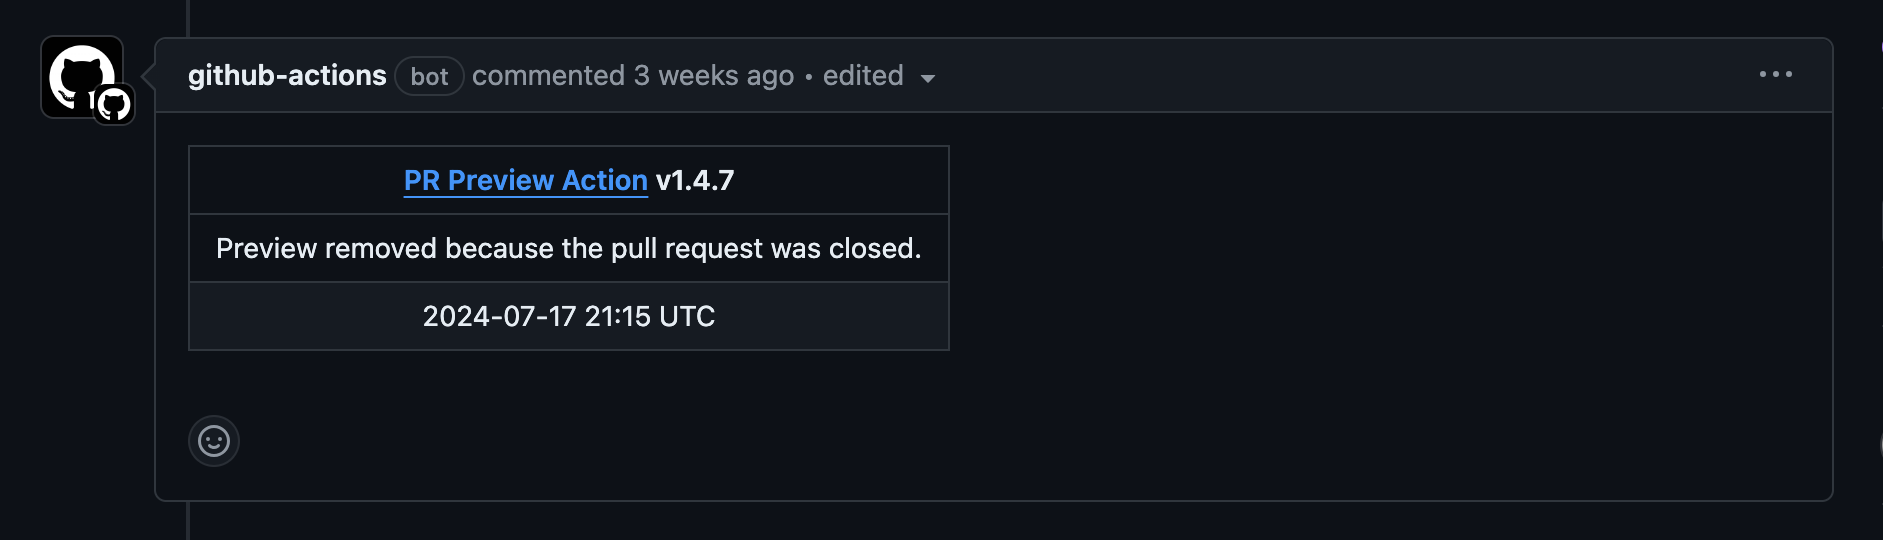 github-actions bot commented 3 weeks ago • edited
PR Preview Action v1.4.7
Preview removed because the pull request was closed.
2024-07-17 21:15 UTC